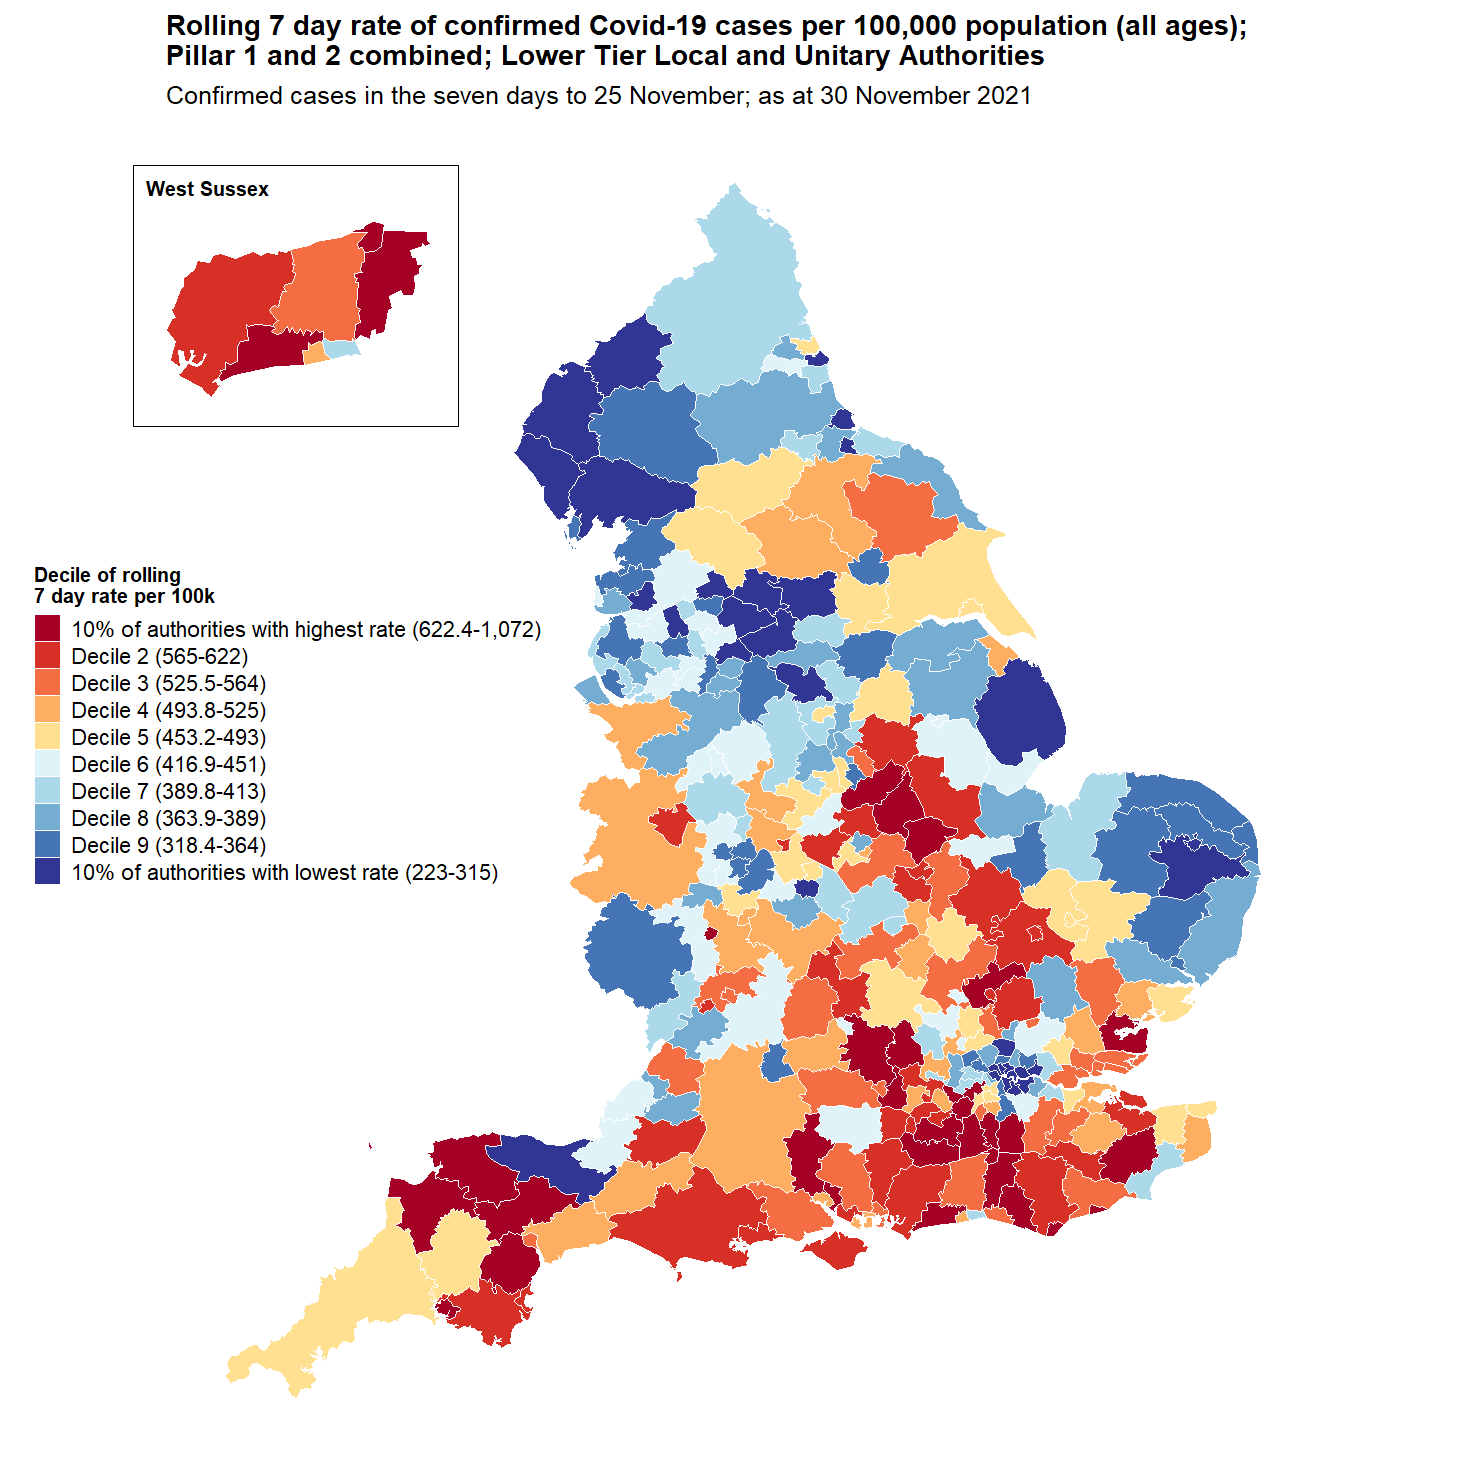 Rolling 7 day rate of confirmed Covid-19 cases per 100,000 population (all ages);
Pillar 1 and 2 combined; Lower Tier Local and Unitary Authorities
Confirmed cases in the seven days to 25 November; as at 30 November 2021
West Sussex
Decile of rolling
7 day rate per 100k
10% of authorities with highest rate (622.4-1,072)
Decile 2 (565-622)
Decile 3 (525.5-564)
Decile 4 (493.8-525)
Decile 5 (453.2-493)
Decile 6 (416.9-451)
Decile 7 (389.8-413)
Decile 8 (363.9-389)
Decile 9 (318.4-364)
10% of authorities with lowest rate (223-315)